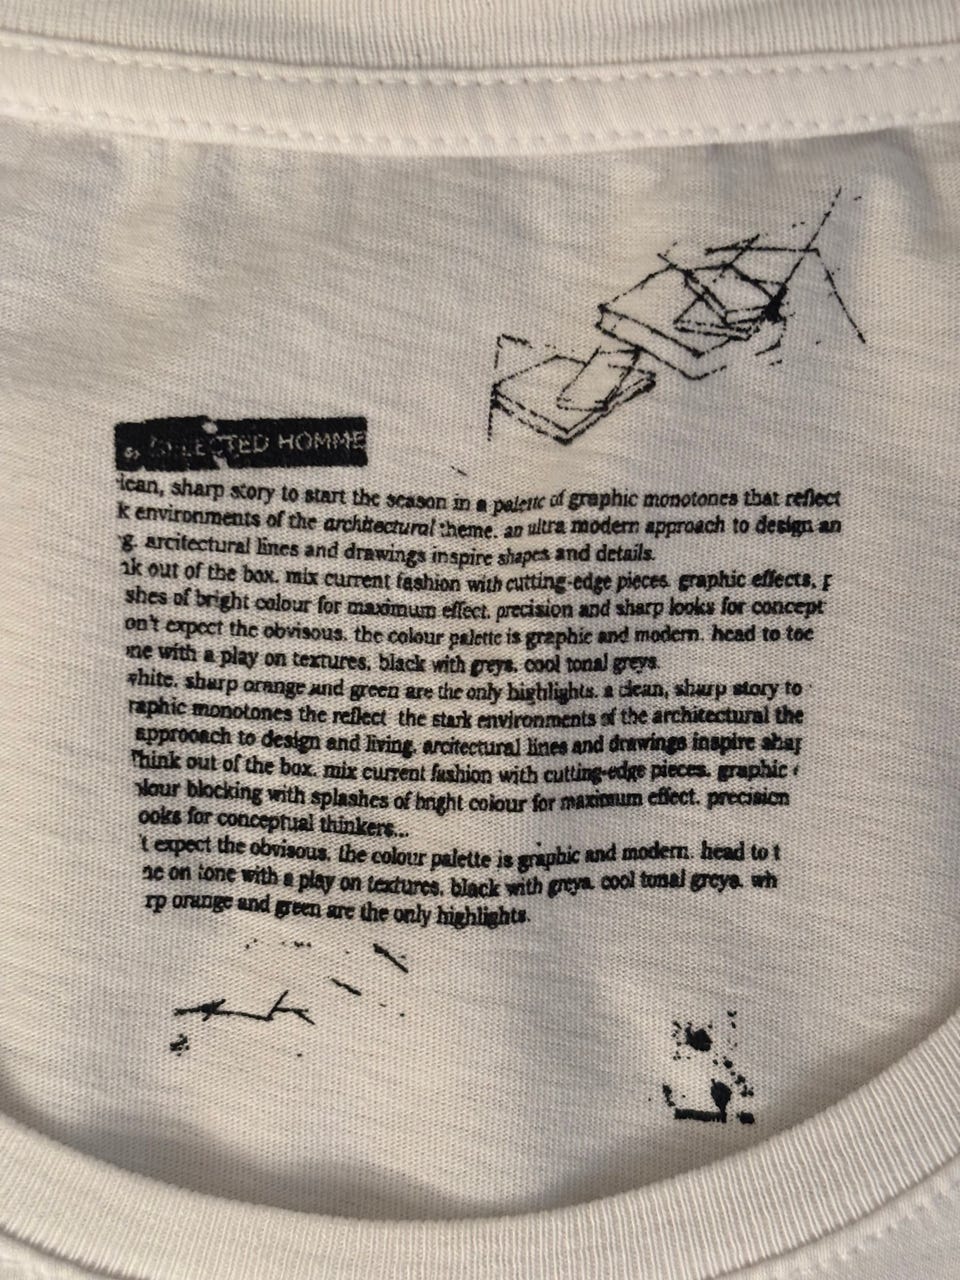 SELECTED HOMME
lean, sharp story to start the season in a palette of graphic monotones that reflect
k environments of the architectural theme. an ultra modern approach to design an
g. arcitectural lines and drawings inspire shapes and details.
nk out of the box. mix current fashion with cutting-edge pieces. graphic effects. p
shes of bright colour for maximum effect. precision and sharp looks for concept
on't expect the obvisous. the colour palette is graphic and modern. head to toe
ne with a play on textures. black with greys. cool tonal greys.
white. sharp orange and green are the only highlights. a clean, sharp story to
raphic monotones the reflect the stark environments of the architectural the
approoach to design and living. arcitectural lines and drawings inspire shap
Think out of the box. mix current fashion with cutting-edge pieces. graphic
lour blocking with splashes of bright colour for maximum effect. precision
ooks for conceptual thinkers...
't expect the obvisous. the colour palette is graphic and modern. head to t
ne on tone with a play on textures. black with greys. cool tonal greys. wh
rp orange and green are the only highlights.